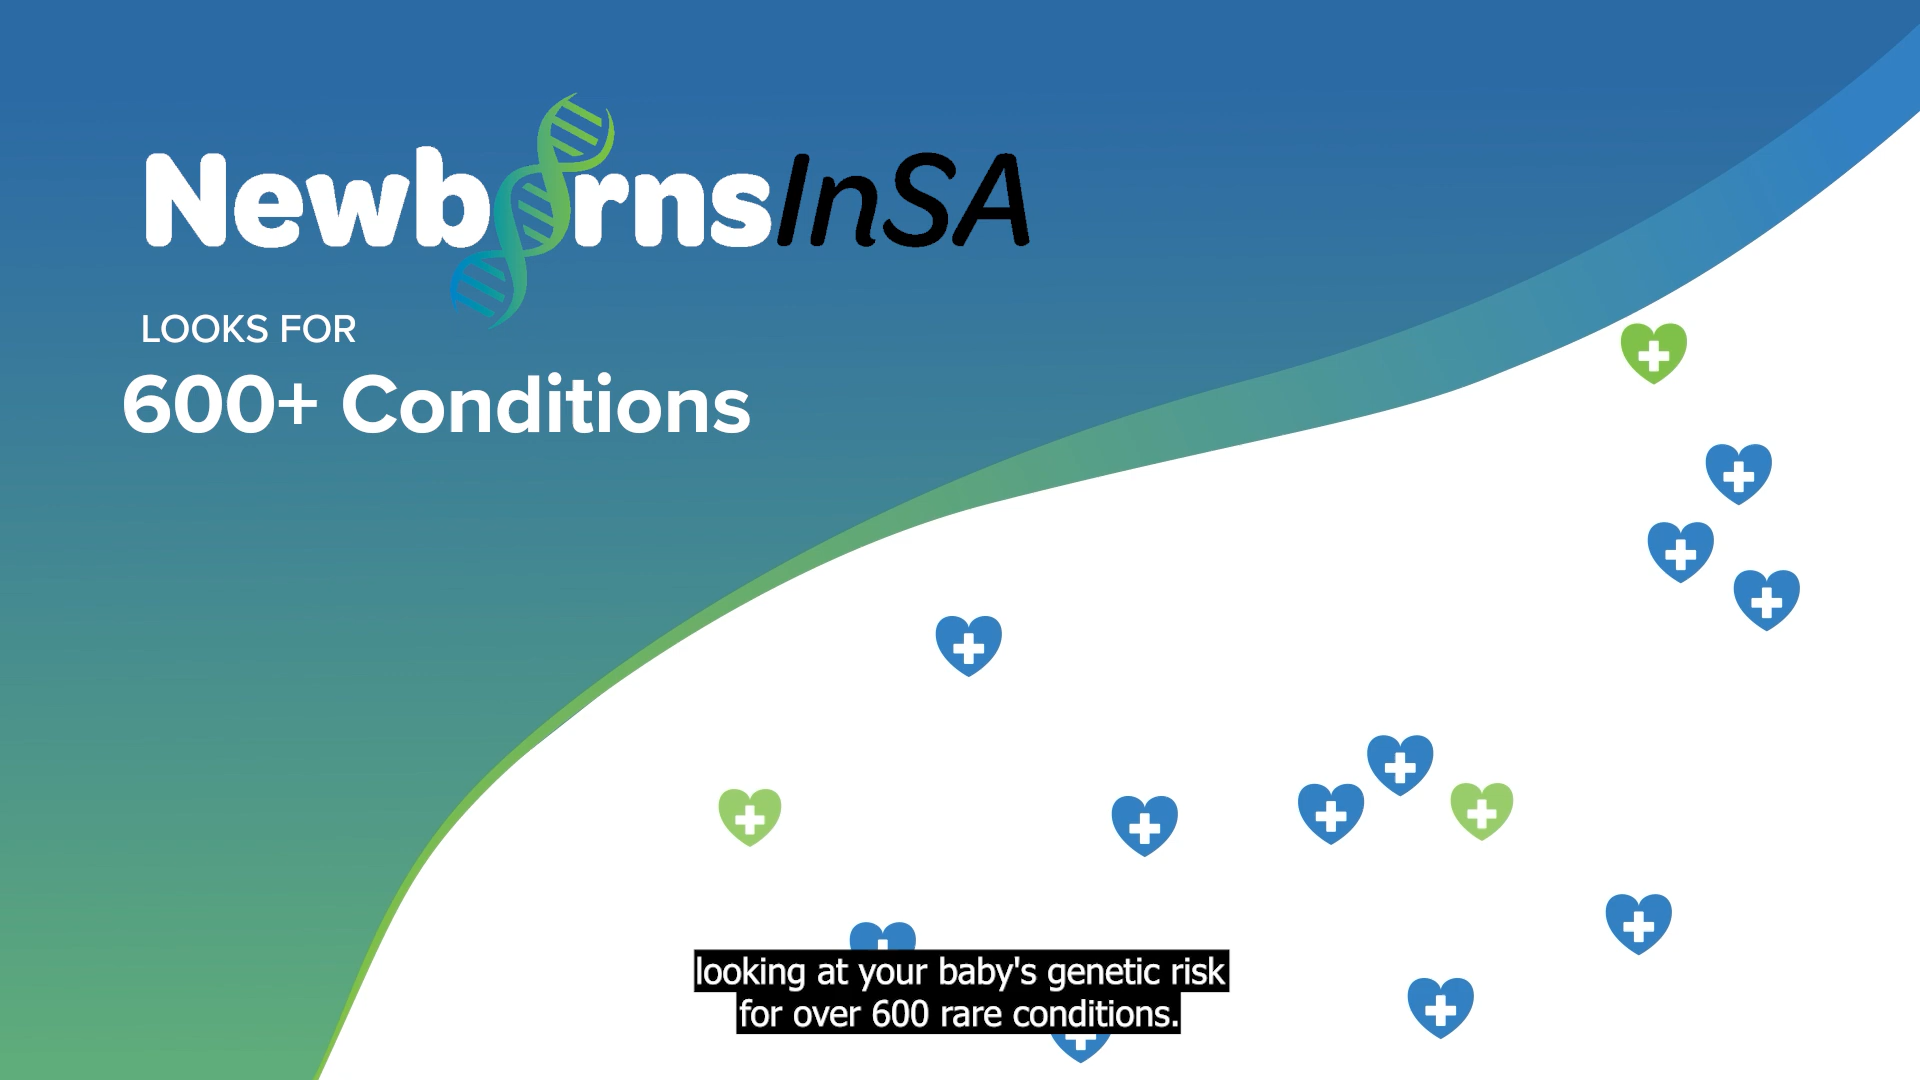 NewbornsInSA
LOOKS FOR
600+ Conditions
looking at your baby's genetic risk
for over 600 rare conditions.